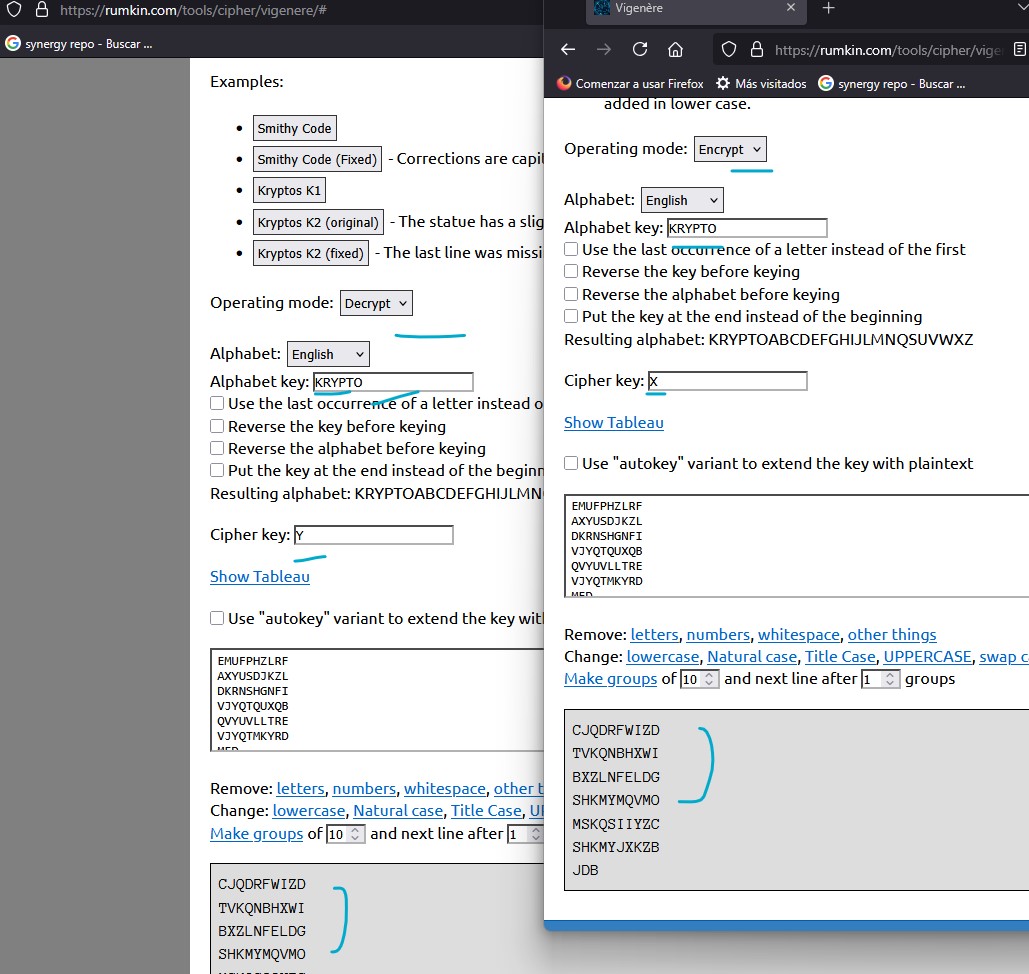 https://rumkin.com/tools/cipher/vigenere/#
synergy repo - Buscar ...
Examples:
Smithy Code
Smithy Code (Fixed) - Corrections are capi
Kryptos K1
Kryptos K2 (original) - The statue has a slig
Kryptos K2 (fixed) - The last line was missi
Operating mode: Decrypt
Alphabet: English
Alphabet key: KRYPTO
Use the last occurrence of a letter instead o
Reverse the key before keying
Reverse the alphabet before keying
Put the key at the end instead of the beginn
Resulting alphabet: KRYPTOABCDEFGHIJLMN
Cipher key: Y
Show Tableau
Use "autokey" variant to extend the key wit
EMUFPHZLRF
AXYUSDJKZL
DKRNSHGNFI
VJYQTQUXQB
QVYUVLLTRE
VJYQTMKYRD
MFD
Remove: letters, numbers, whitespace, other t
Change: lowercase, Natural case, Title Case, U
Make groups of 10 and next line after 1
CJQDRFWIZD
TVKQNBHXWI
BXZLNFELDG
SHKMYMQVMO
Vigenère
https://rumkin.com/tools/cipher/vige
Comenzar a usar Firefox Más visitados synergy repo - Buscar ...
added in lower case.
Operating mode: Encrypt
Alphabet: English
Alphabet key: KRYPTO
Use the last occurrence of a letter instead of the first
Reverse the key before keying
Reverse the alphabet before keying
Put the key at the end instead of the beginning
Resulting alphabet: KRYPTOABCDEFGHIJLMNQSUVWXZ
Cipher key: X
Show Tableau
Use "autokey" variant to extend the key with plaintext
EMUFPHZLRF
AXYUSDJKZL
DKRNSHGNFI
VJYQTQUXQB
QVYUVLLTRE
VJYQTMKYRD
MFD
Remove: letters, numbers, whitespace, other things
Change: lowercase, Natural case, Title Case, UPPERCASE, swap c
Make groups of 10 and next line after 1 groups
CJQDRFWIZD
TVKQNBHXWI
BXZLNFELDG
SHKMYMQVMO
MSKQSIIYZC
SHKMYJXKZB
JDB